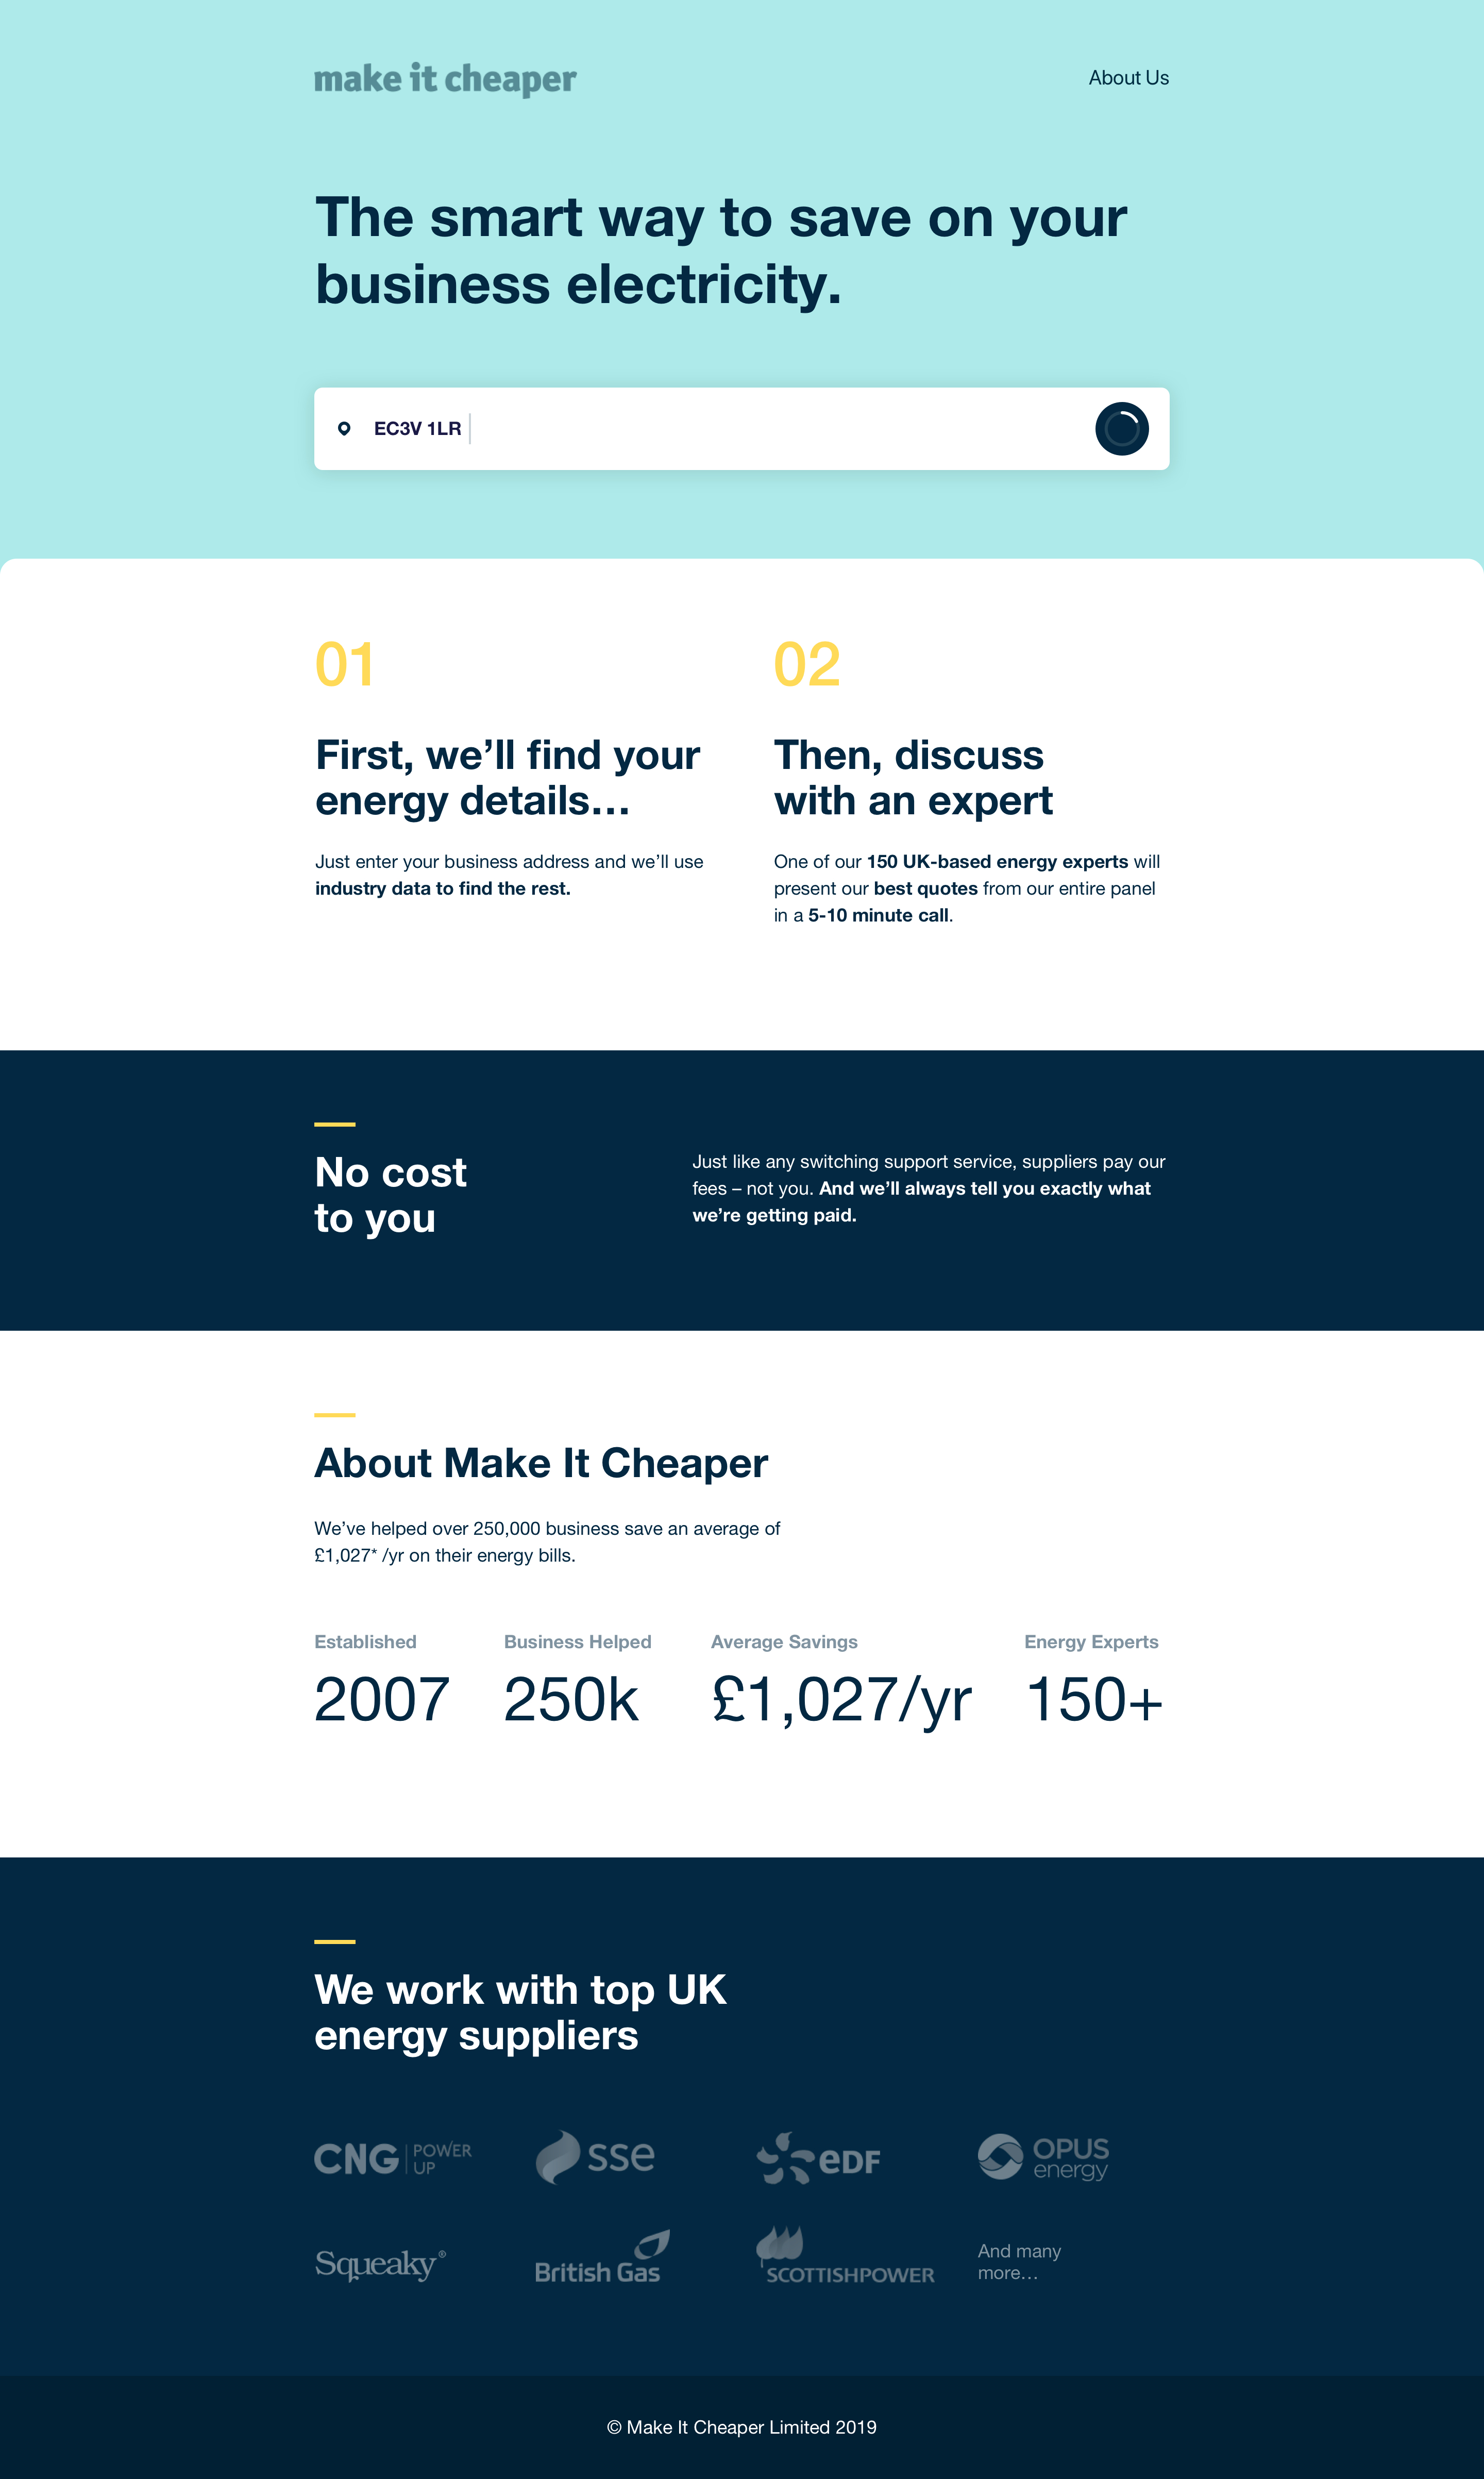 make it cheaper
About Us
The smart way to save on your
business electricity.
EC3V 1LR
01
First, we’ll find your
energy details…
Just enter your business address and we’ll use
industry data to find the rest.
02
Then, discuss
with an expert
One of our 150 UK-based energy experts will
present our best quotes from our entire panel
in a 5-10 minute call.
No cost
to you
Just like any switching support service, suppliers pay our
fees – not you. And we’ll always tell you exactly what
we’re getting paid.
About Make It Cheaper
We’ve helped over 250,000 business save an average of
£1,027* /yr on their energy bills.
Established
2007
Business Helped
250k
Average Savings
£1,027/yr
Energy Experts
150+
We work with top UK
energy suppliers
CNG POWER
UP
sse
eDF
OPUS
energy
Squeaky®
British Gas
SCOTTISHPOWER
And many
more…
© Make It Cheaper Limited 2019